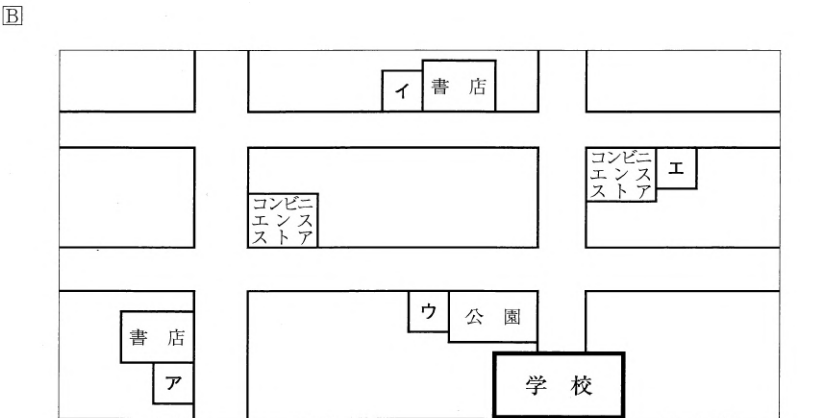 B
イ
書店
コンビニ
エンス
ストア
エ
コンビニ
エンス
ストア
ウ
公園
書店
ア
学校